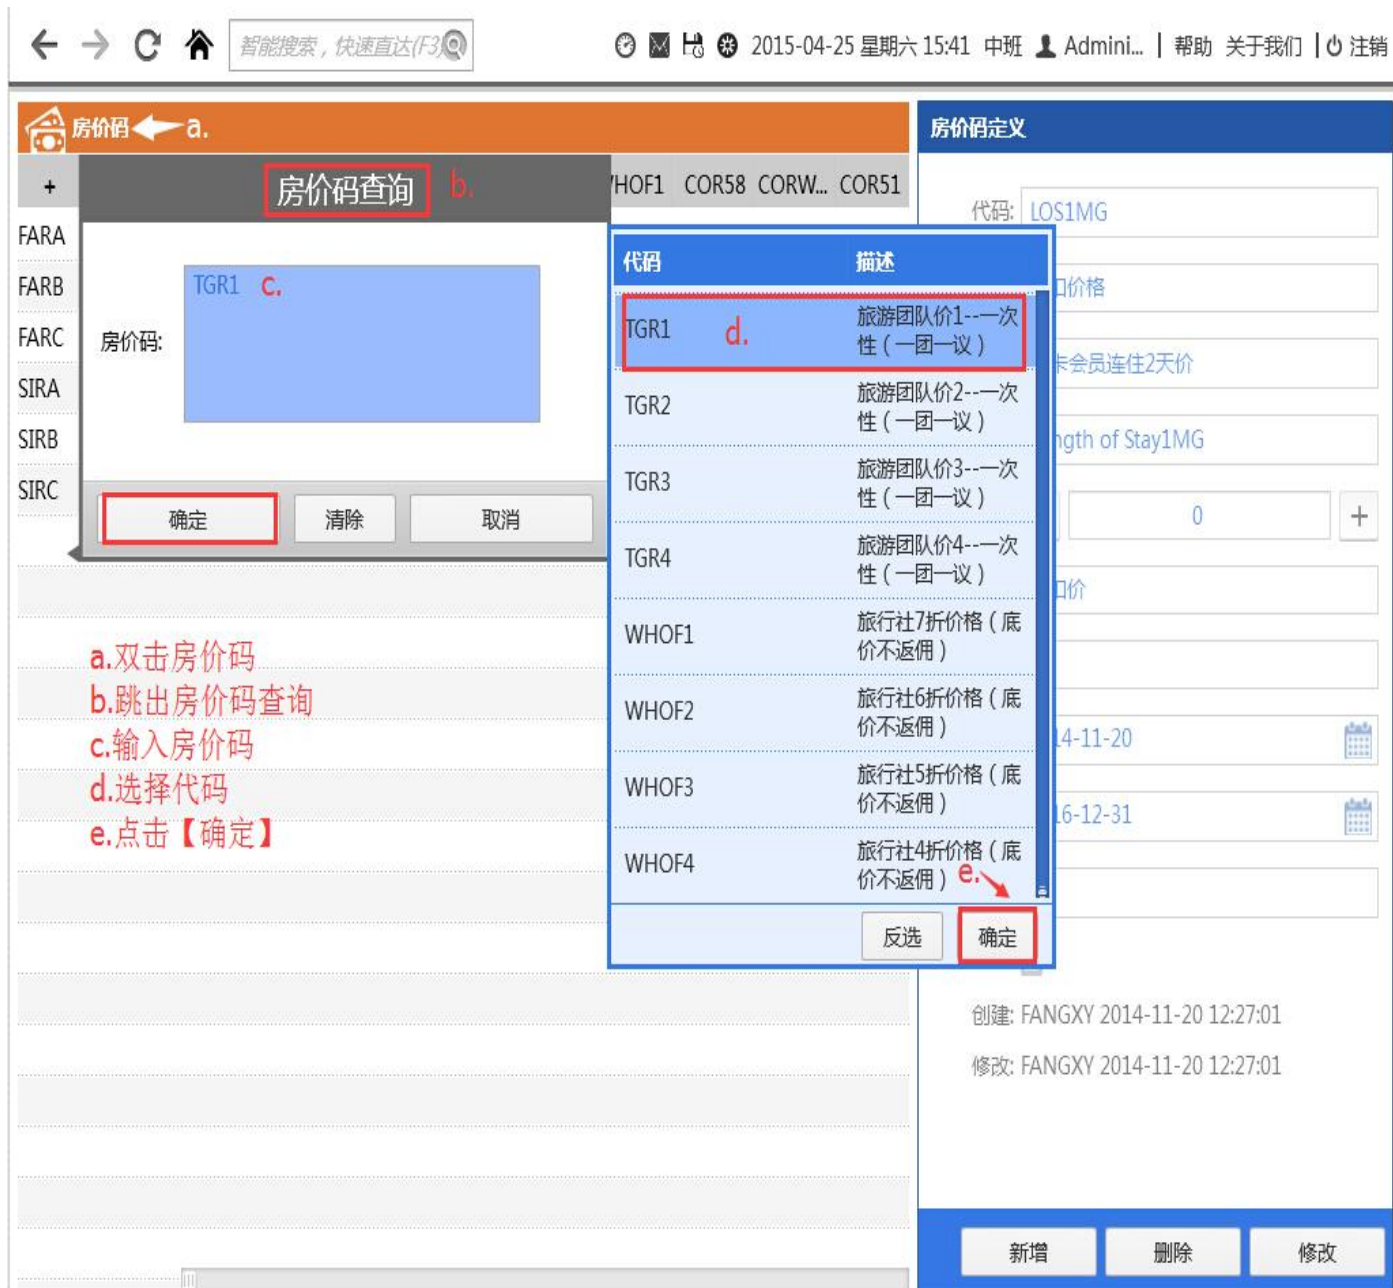 智能搜索，快速直达(F3)
2015-04-25 星期六 15:41 中班 Admini... | 帮助 关于我们 | 注销
房价码 a.
房价码定义
+
房价码查询 b.
HOF1 COR58 CORW... COR51
代码: LOS1MG
FARA
FARB
FARC
SIRA
SIRB
SIRC
TGR1 c.
房价码:
确定 清除 取消
代码 描述
TGR1 d. 旅游团队价1--一次
性（一团一议）
TGR2 旅游团队价2--一次
性（一团一议）
TGR3 旅游团队价3--一次
性（一团一议）
TGR4 旅游团队价4--一次
性（一团一议）
WHOF1 旅行社7折价格（底
价不返佣）
WHOF2 旅行社6折价格（底
价不返佣）
WHOF3 旅行社5折价格（底
价不返佣）
WHOF4 旅行社4折价格（底
价不返佣） e.
反选 确定
价格
卡会员连住2天价
ngth of Stay1MG
0 +
价
14-11-20
16-12-31
a.双击房价码
b.跳出房价码查询
c.输入房价码
d.选择代码
e.点击【确定】
创建: FANGXY 2014-11-20 12:27:01
修改: FANGXY 2014-11-20 12:27:01
新增 删除 修改